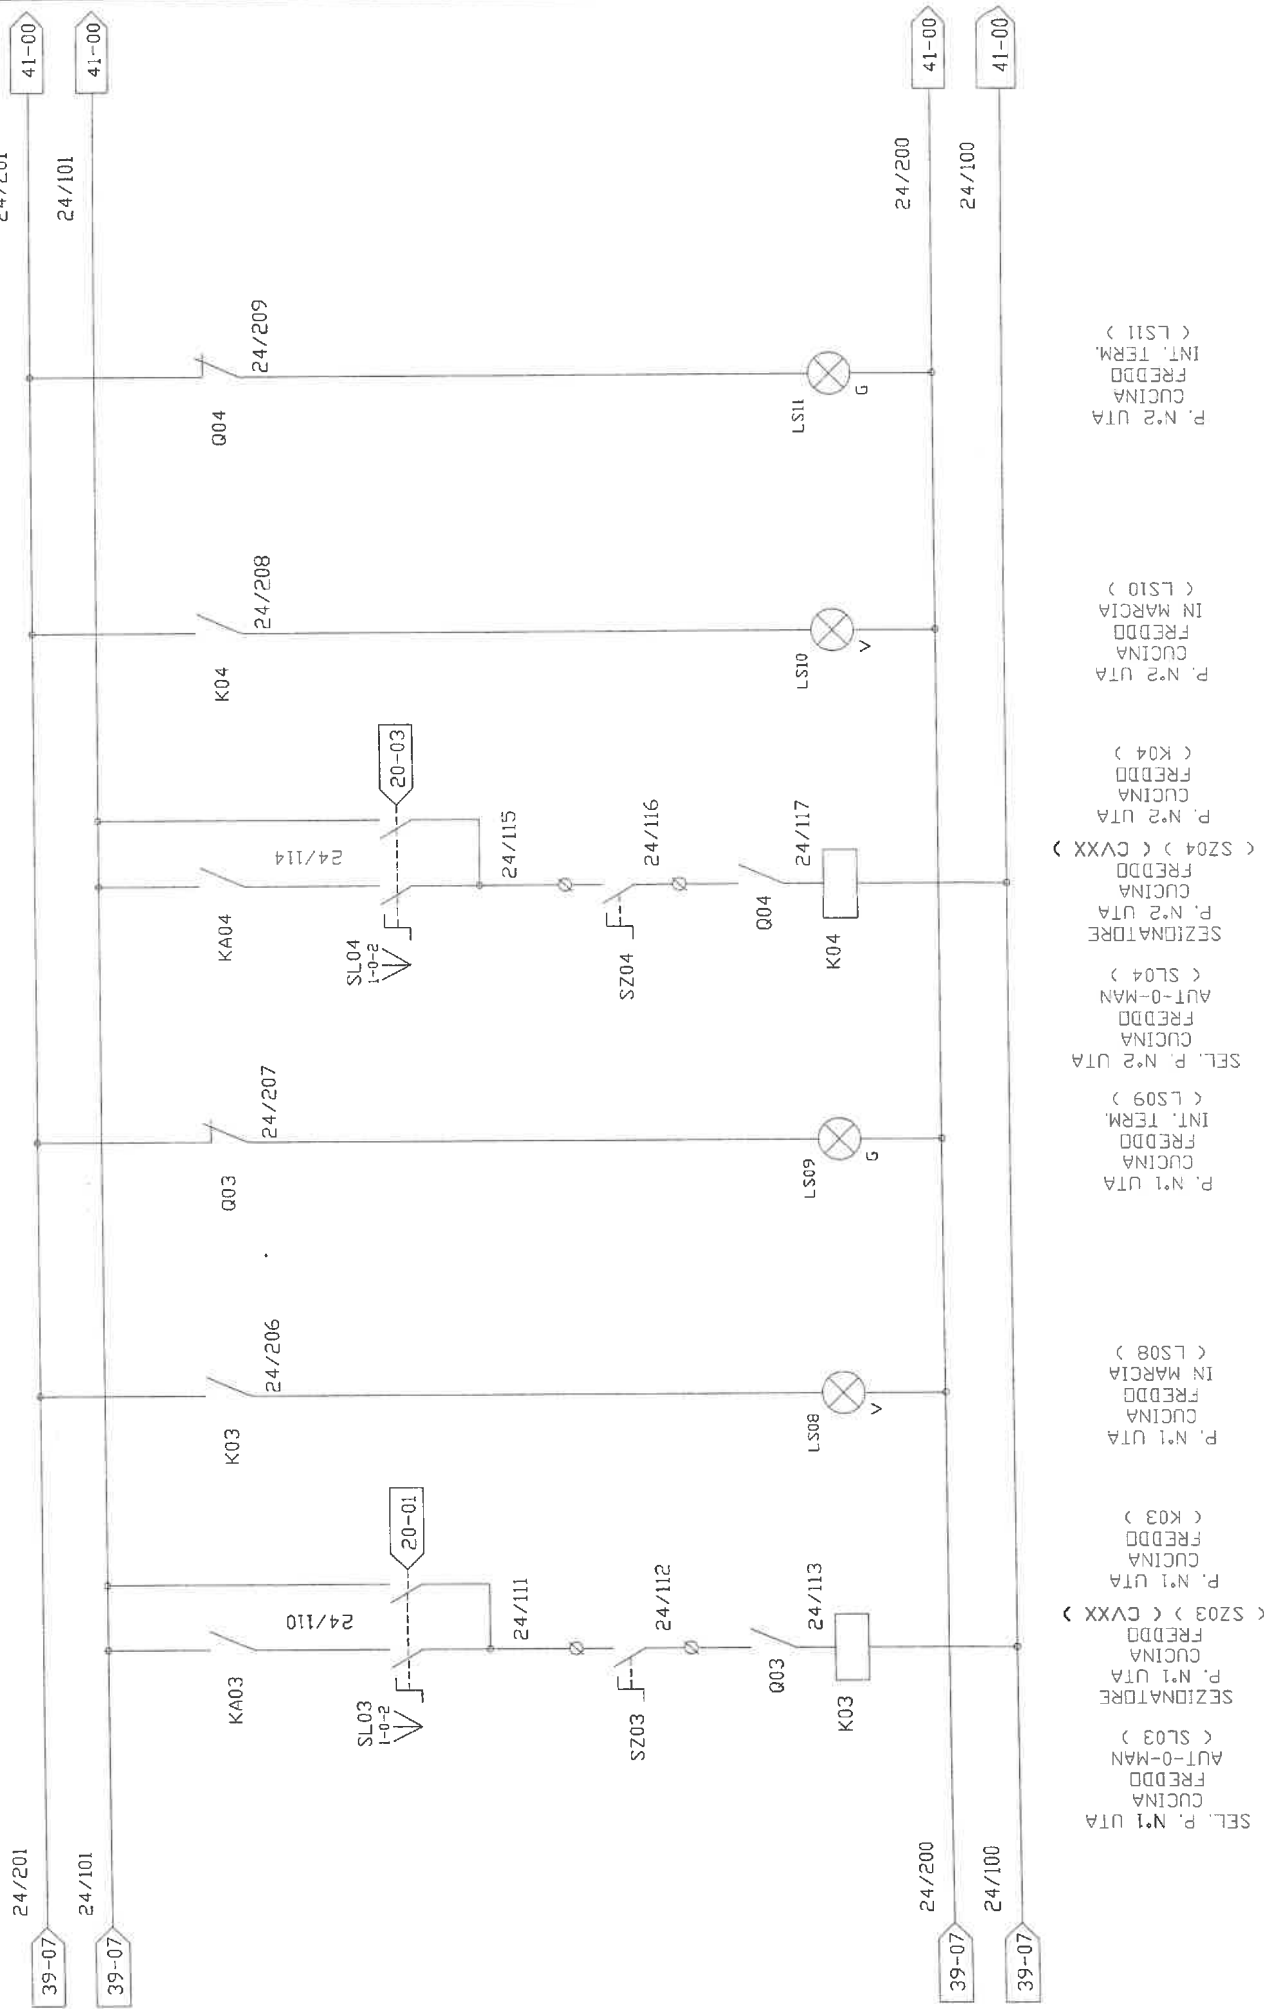 24/201
24/101
41-00
41-00
39-07
39-07
24/201
24/101
KA03
24/110
SL03
1-0-2
20-01
24/111
SZ03
24/112
Q03
24/113
K03
K03
24/206
LS08
V
Q03
24/207
LS09
G
KA04
24/114
SL04
1-0-2
20-03
24/115
SZ04
24/116
Q04
24/117
K04
K04
24/208
LS10
V
Q04
24/209
LS11
G
24/200
24/100
41-00
41-00
39-07
39-07
24/200
24/100
SEL. P. N°1 UTA
CUCINA
FREDDO
AUT-0-MAN
( SL03 )
SEZIONATORE
P. N°1 UTA
CUCINA
FREDDO
( SZ03 ) ( CVXX )
P. N°1 UTA
CUCINA
FREDDO
( K03 )
P. N°1 UTA
CUCINA
FREDDO
IN MARCIA
( LS08 )
P. N°1 UTA
CUCINA
FREDDO
INT. TERM.
( LS09 )
SEL. P. N°2 UTA
CUCINA
FREDDO
AUT-0-MAN
( SL04 )
SEZIONATORE
P. N°2 UTA
CUCINA
FREDDO
( SZ04 ) ( CVXX )
P. N°2 UTA
CUCINA
FREDDO
( K04 )
P. N°2 UTA
CUCINA
FREDDO
IN MARCIA
( LS10 )
P. N°2 UTA
CUCINA
FREDDO
INT. TERM.
( LS11 )